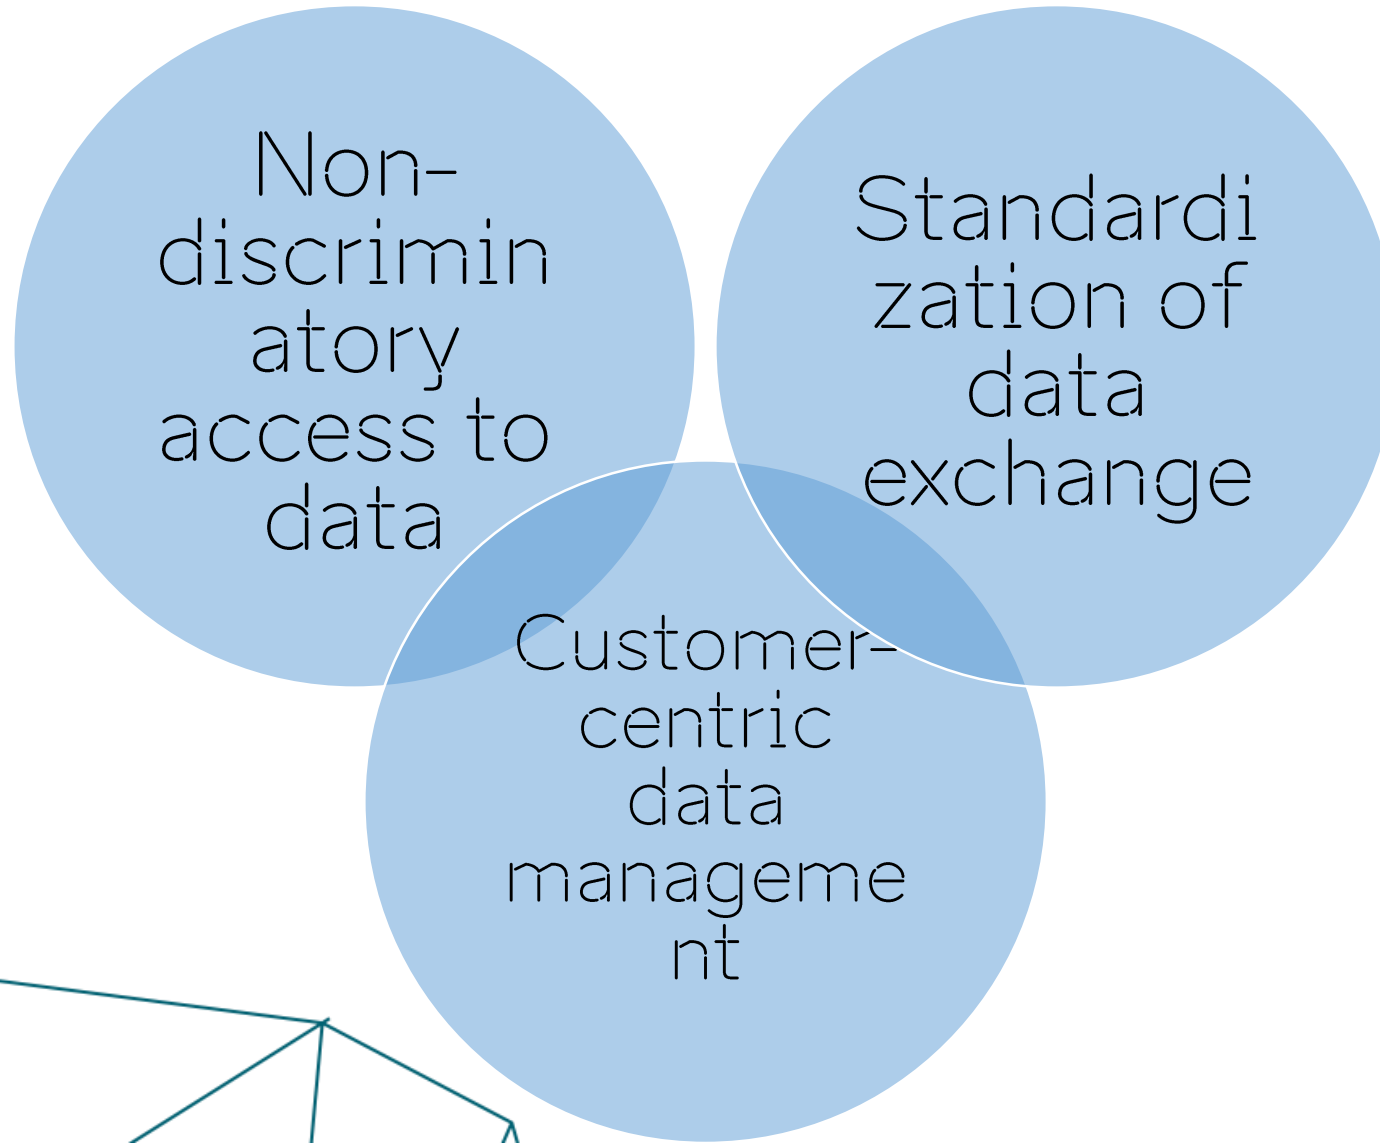 Non-
discrimin
atory
access to
data
Standardi
zation of
data
exchange
Customer-
centric
data
manageme
nt